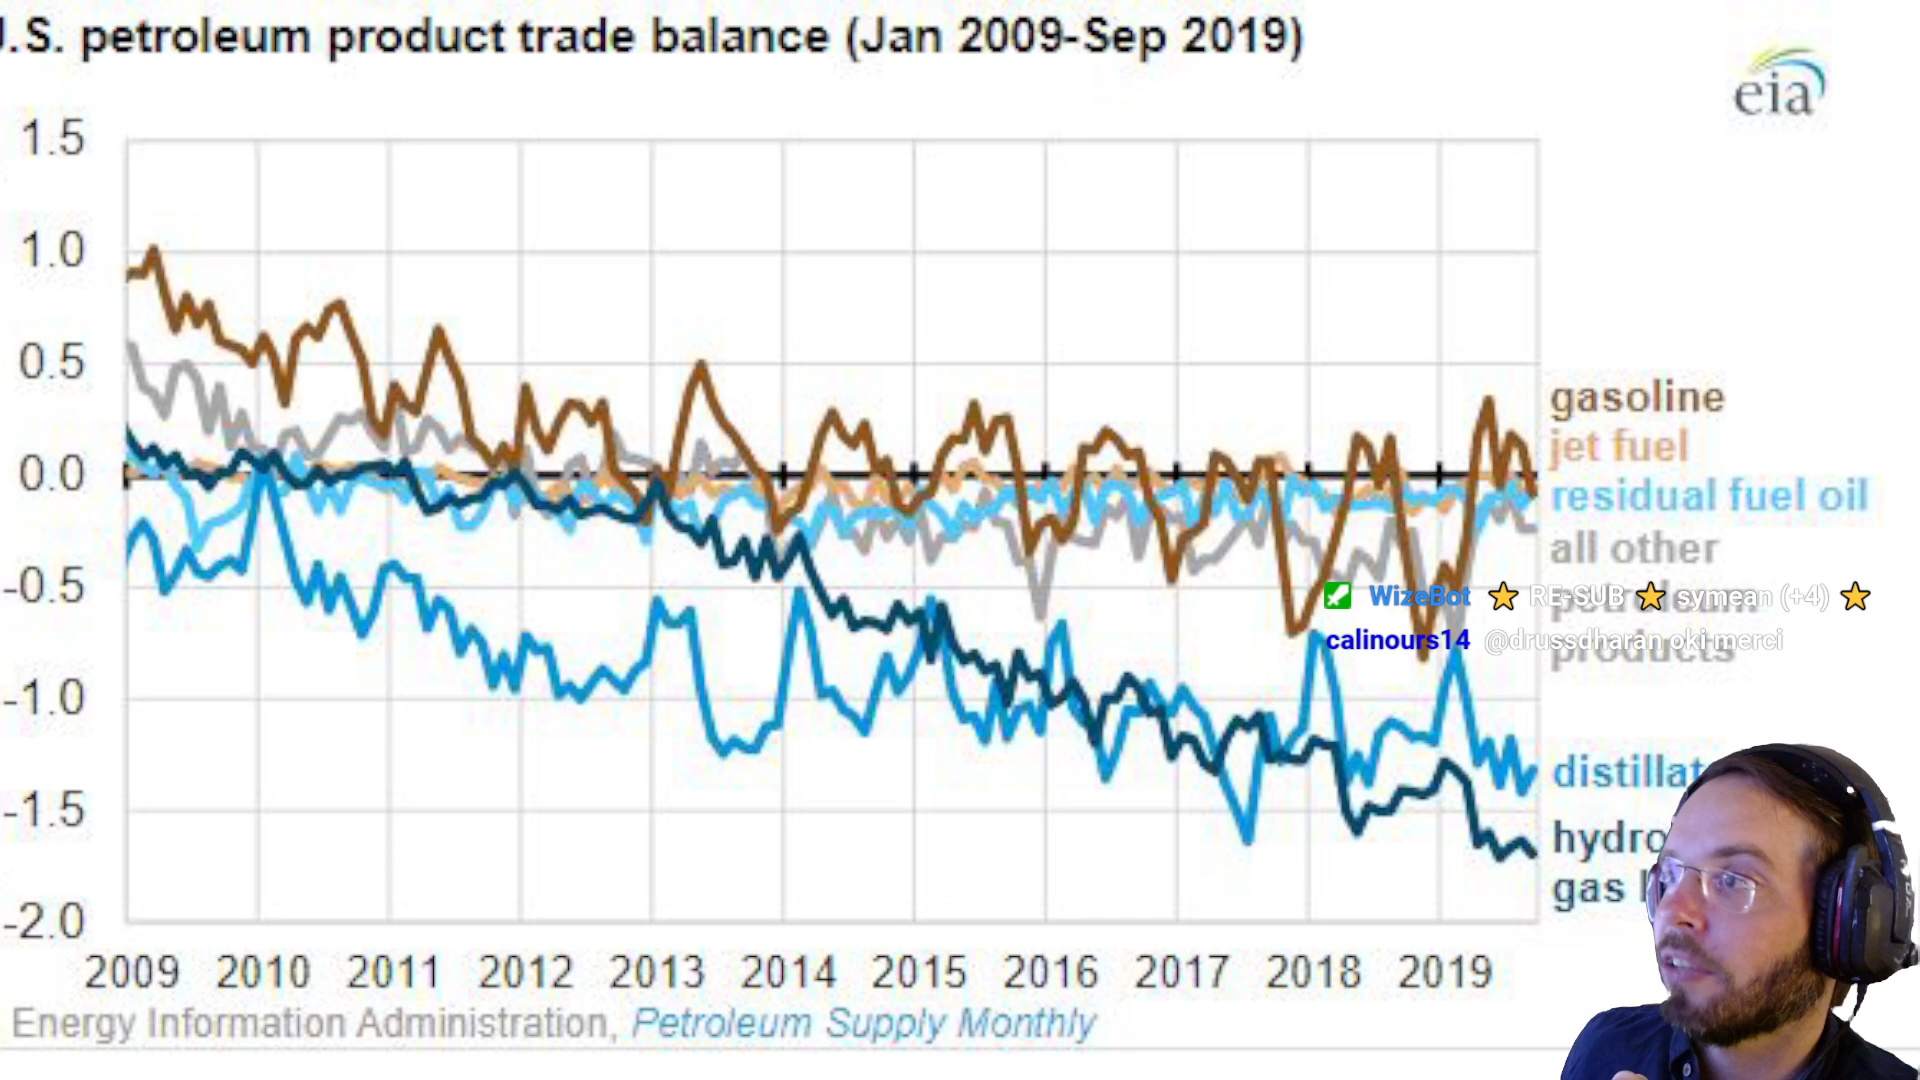 .S. petroleum product trade balance (Jan 2009-Sep 2019)
eia
1.5
1.0
0.5
0.0
-0.5
-1.0
-1.5
-2.0
gasoline
jet fuel
residual fuel oil
all other
petroleum
products
WizeBot ⭐ RE-SUB ⭐ symean (+4) ⭐
calinours14 @drussdharan oki merci
distillat
hydro
gas
2009 2010 2011 2012 2013 2014 2015 2016 2017 2018 2019
Energy Information Administration, Petroleum Supply Monthly